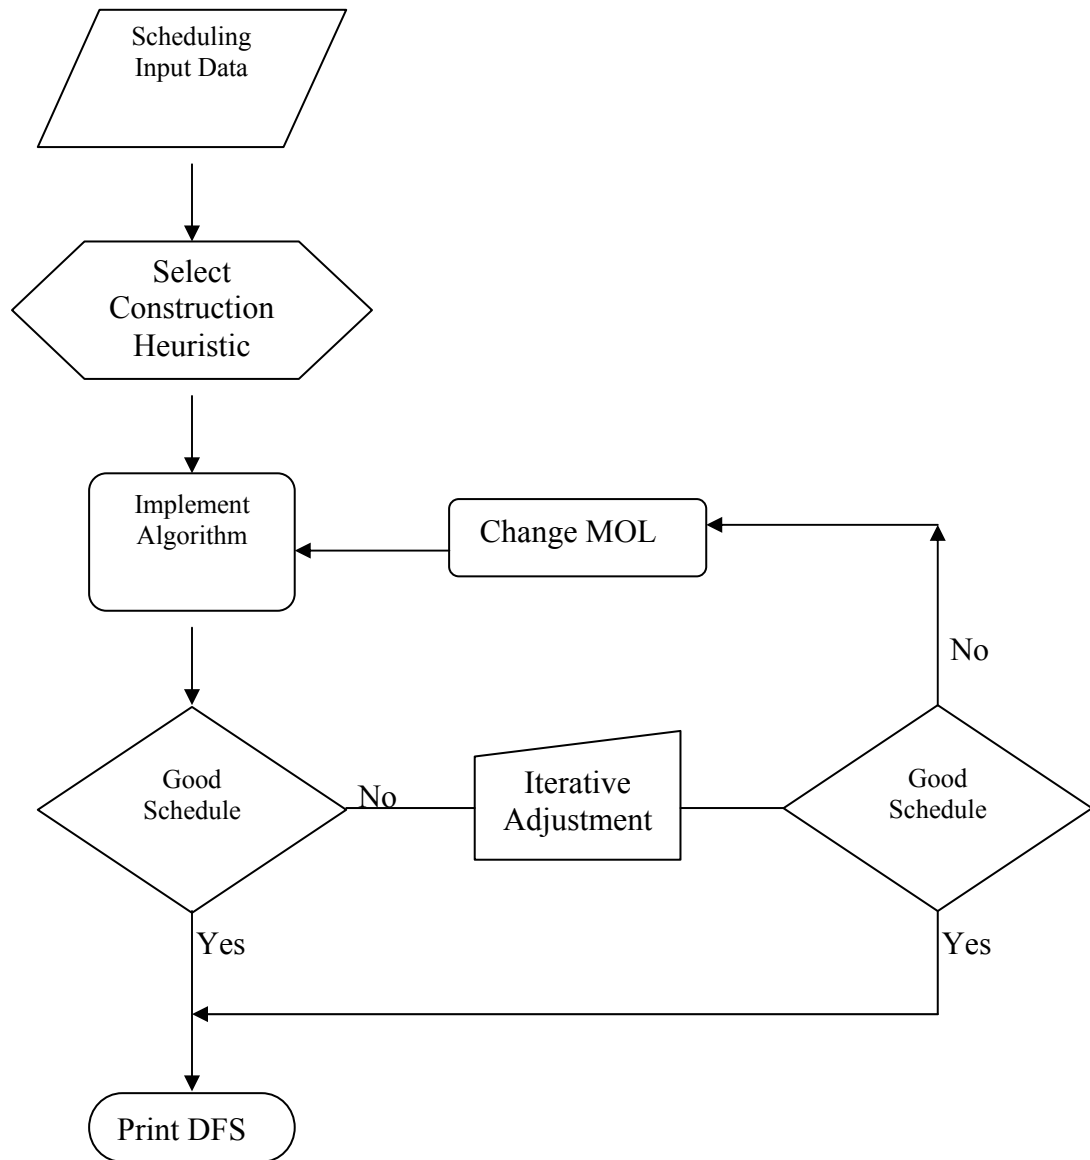 Scheduling
Input Data
Select
Construction
Heuristic
Implement
Algorithm
Change MOL
No
Good
Schedule
No
Iterative
Adjustment
Good
Schedule
Yes
Yes
Print DFS